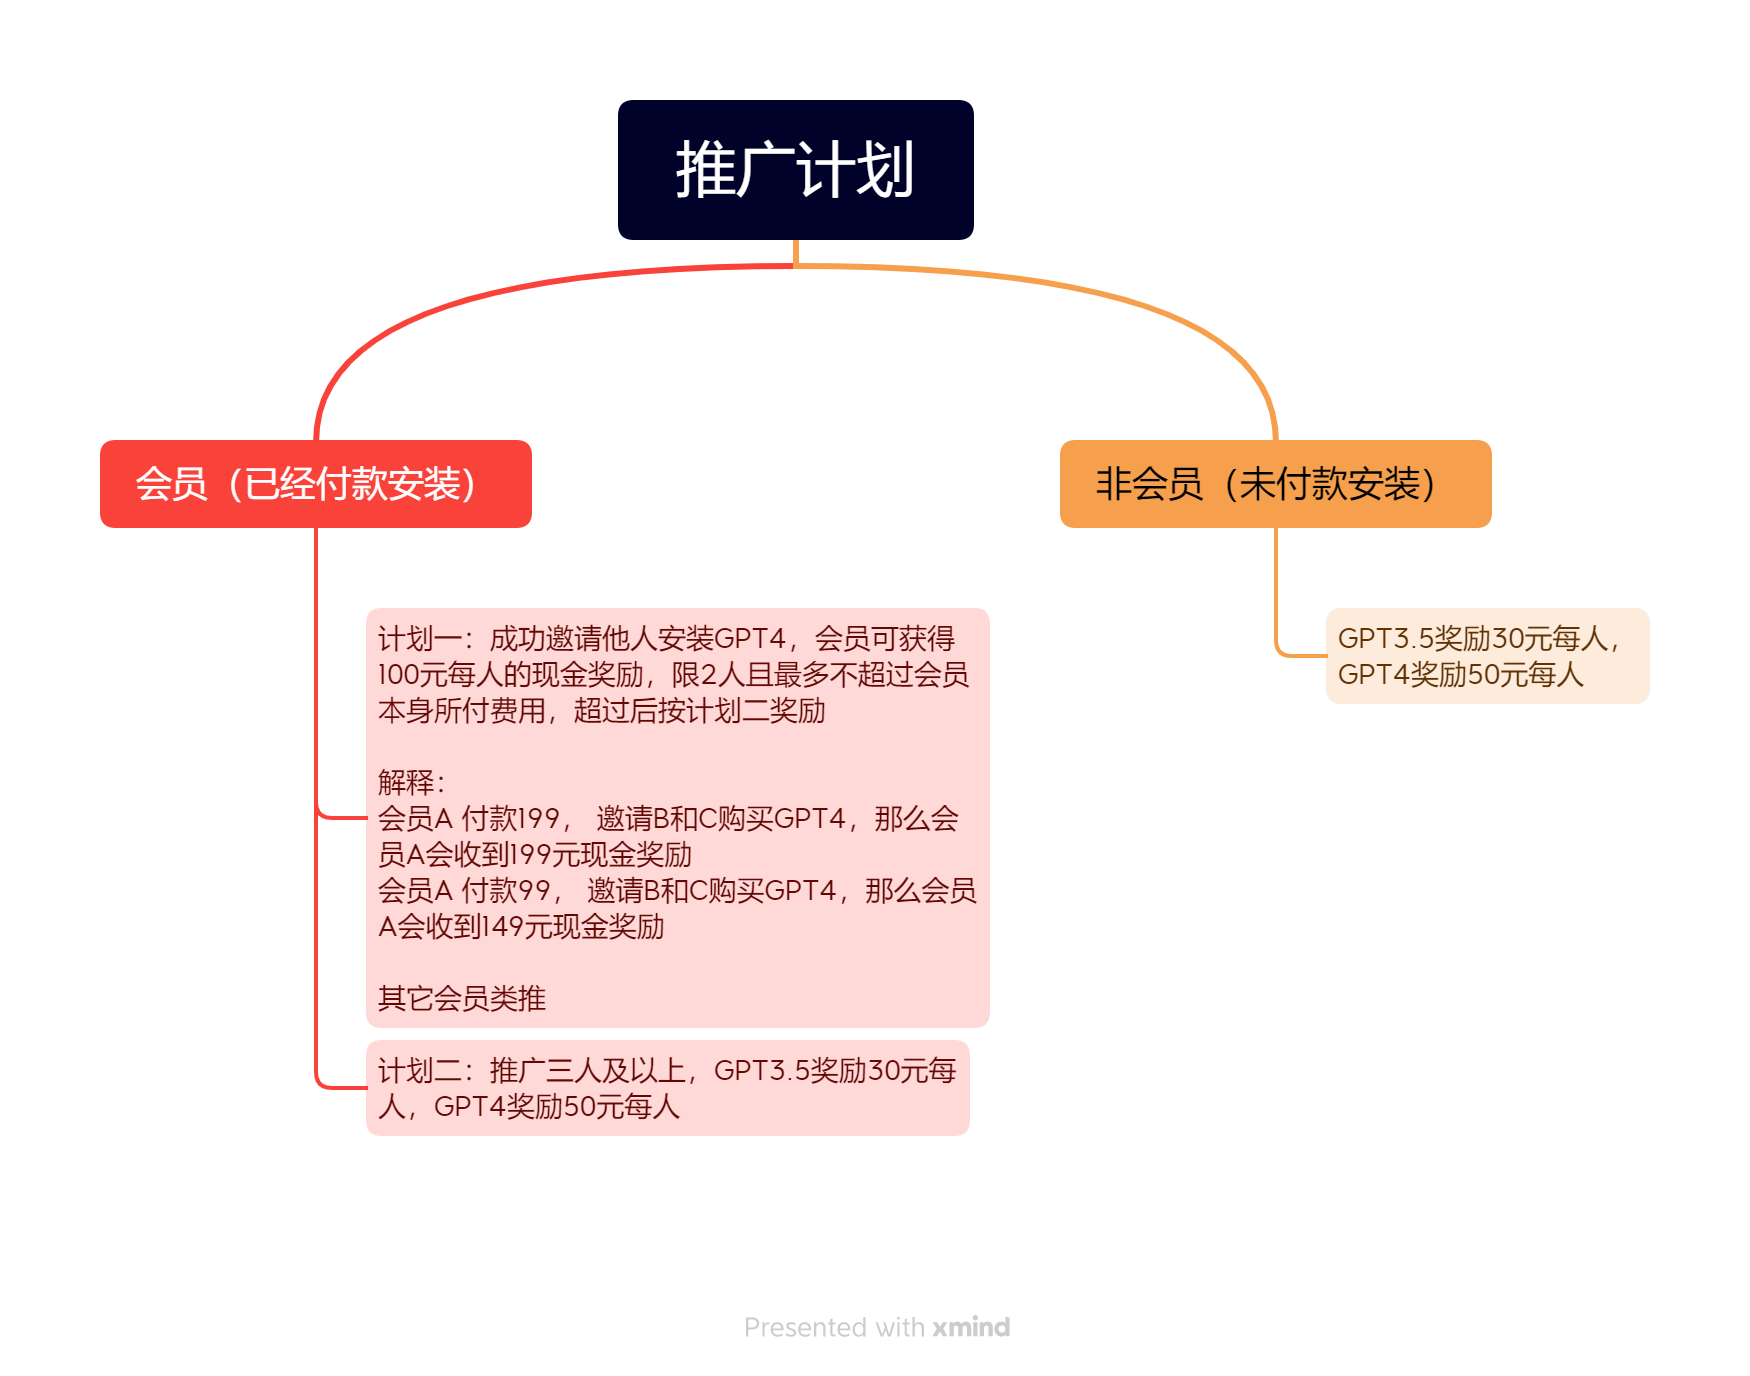 推广计划
会员（已经付款安装）
非会员（未付款安装）
计划一：成功邀请他人安装GPT4，会员可获得
100元每人的现金奖励，限2人且最多不超过会员
本身所付费用，超过后按计划二奖励
解释：
会员A 付款199， 邀请B和C购买GPT4，那么会
员A会收到199元现金奖励
会员A 付款99， 邀请B和C购买GPT4，那么会员
A会收到149元现金奖励
其它会员类推
计划二：推广三人及以上，GPT3.5奖励30元每
人，GPT4奖励50元每人
GPT3.5奖励30元每人，
GPT4奖励50元每人
Presented with xmind